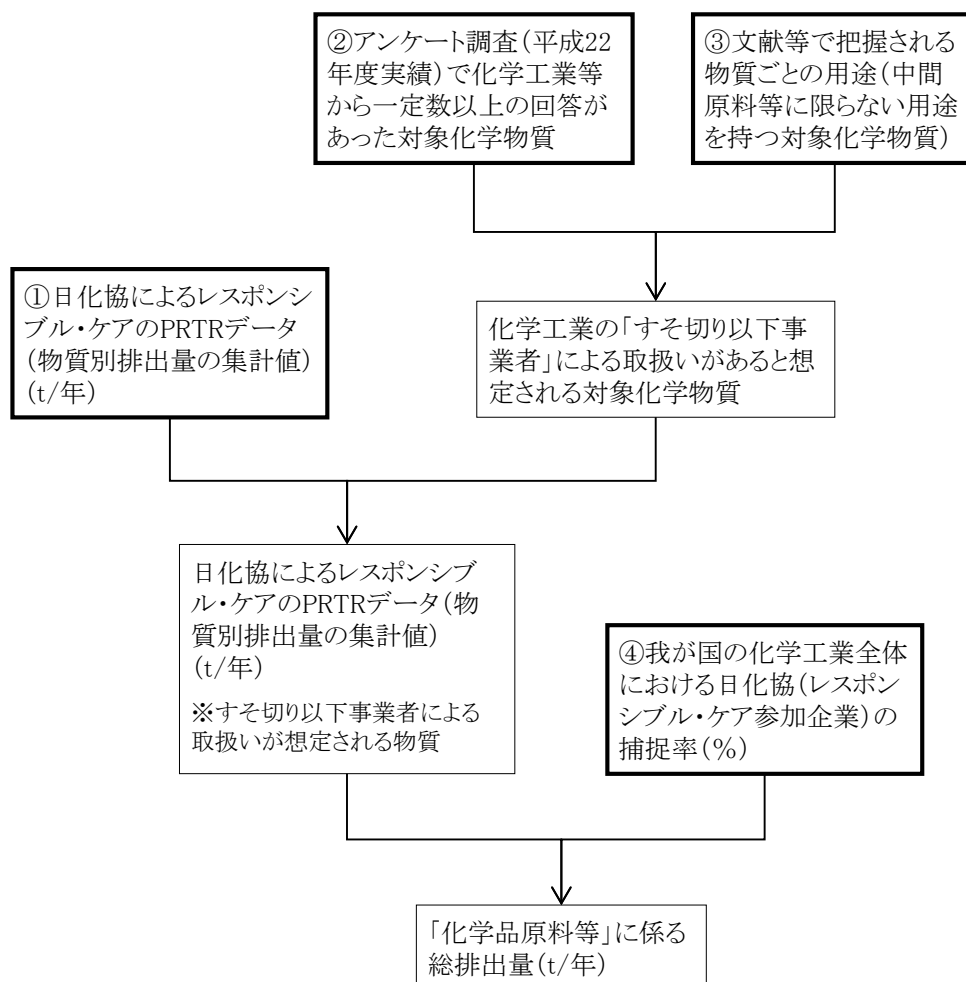 ②アンケート調査(平成22
年度実績)で化学工業等
から一定数以上の回答が
あった対象化学物質
③文献等で把握される
物質ごとの用途(中間
原料等に限らない用途
を持つ対象化学物質)
①日化協によるレスポンシ
ブル・ケアのPRTRデータ
(物質別排出量の集計値)
(t/年)
化学工業の「すそ切り以下事
業者」による取扱いがあると想
定される対象化学物質
日化協によるレスポンシブ
ル・ケアのPRTRデータ(物
質別排出量の集計値)
(t/年)
※すそ切り以下事業者による
取扱いが想定される物質
④我が国の化学工業全体
における日化協(レスポン
シブル・ケア参加企業)の
捕捉率(%)
「化学品原料等」に係る
総排出量(t/年)